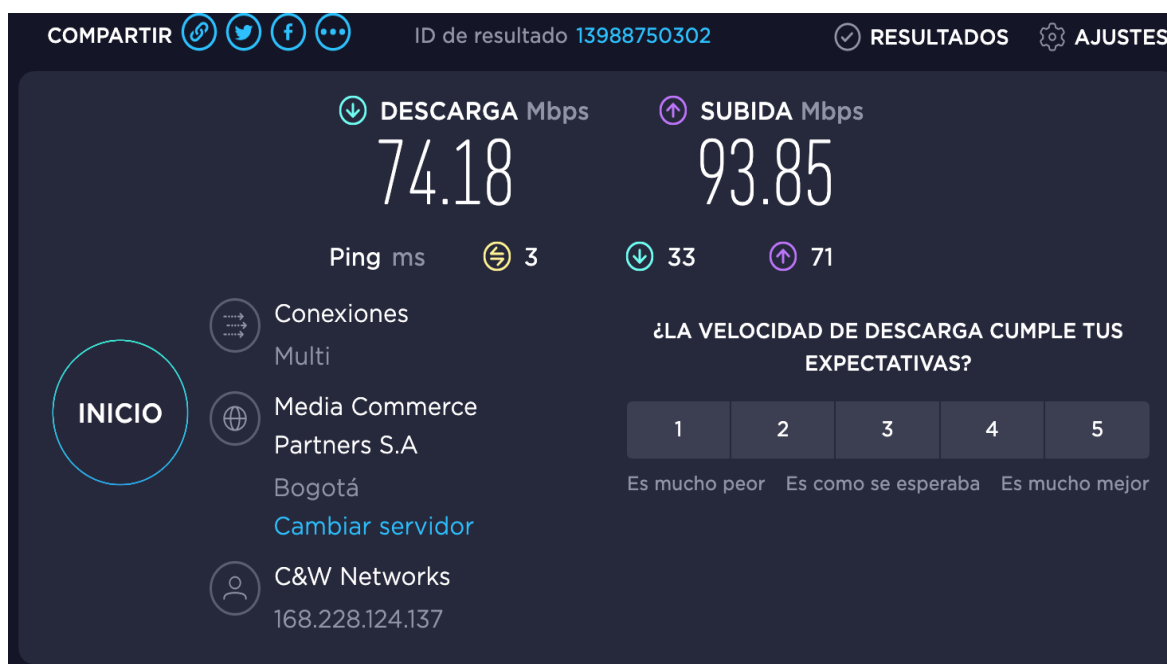 COMPARTIR ID de resultado 13988750302 RESULTADOS AJUSTES
DESCARGA Mbps SUBIDA Mbps
74.18 93.85
Ping ms 3 33 71
Conexiones
Multi
¿LA VELOCIDAD DE DESCARGA CUMPLE TUS
EXPECTATIVAS?
INICIO
Media Commerce
Partners S.A
Bogotá
Cambiar servidor
1 2 3 4 5
Es mucho peor Es como se esperaba Es mucho mejor
C&W Networks
168.228.124.137